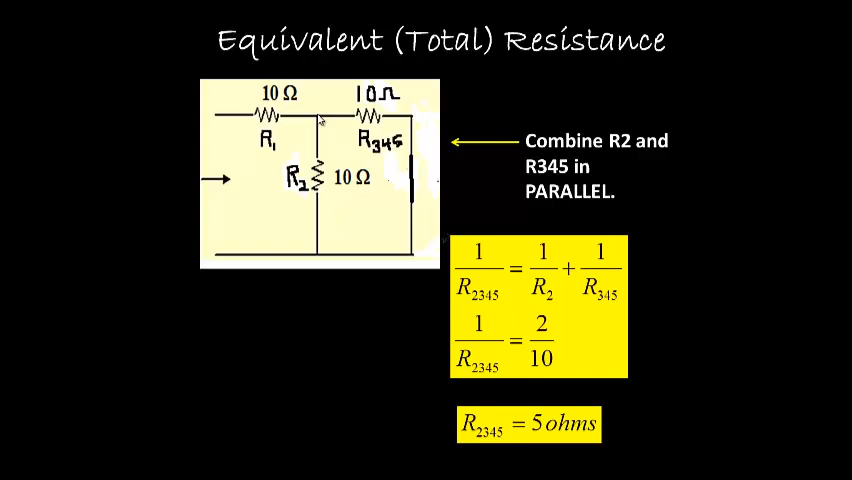 Equivalent (Total) Resistance
10 Ω 10Ω
R₁ R₃₄₅
R₂ 10 Ω
Combine R2 and
R345 in
PARALLEL.
1/R₂₃₄₅ = 1/R₂ + 1/R₃₄₅
1/R₂₃₄₅ = 2/10
R₂₃₄₅ = 5 ohms